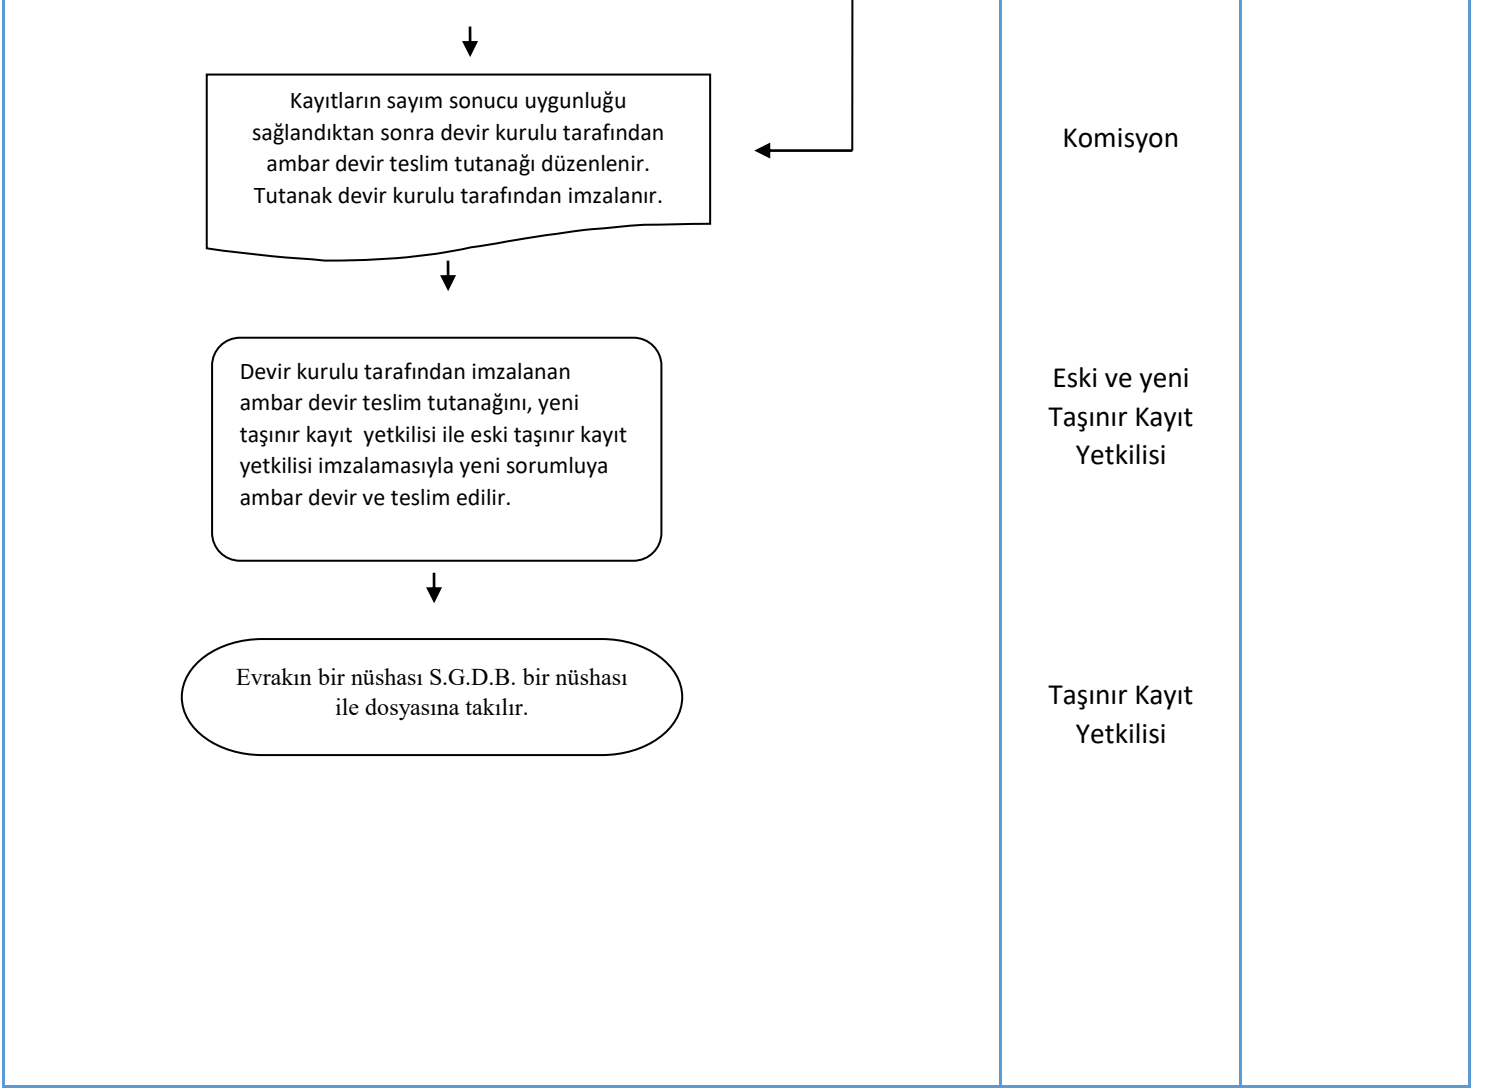 Kayıtların sayım sonucu uygunluğu
sağlandıktan sonra devir kurulu tarafından
ambar devir teslim tutanağı düzenlenir.
Tutanak devir kurulu tarafından imzalanır.
Komisyon
Devir kurulu tarafından imzalanan
ambar devir teslim tutanağını, yeni
taşınır kayıt  yetkilisi ile eski taşınır kayıt
yetkilisi imzalamasıyla yeni sorumluya
ambar devir ve teslim edilir.
Eski ve yeni
Taşınır Kayıt
Yetkilisi
Evrakın bir nüshası S.G.D.B. bir nüshası
ile dosyasına takılır.
Taşınır Kayıt
Yetkilisi